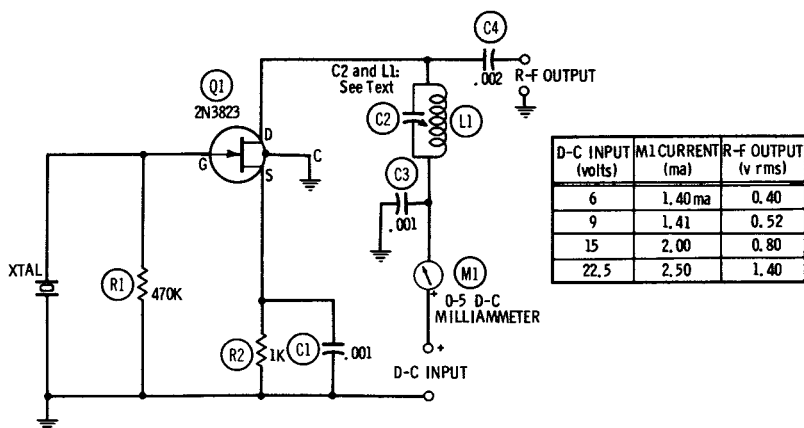 C4
.002
R-F OUTPUT
C2 and L1:
See Text
Q1
2N3823
C2
L1
D
G
C
S
C3
.001
XTAL
R1
470K
M1
+
0-5 D-C
MILLIAMMETER
R2
1K
C1
.001
+
D-C INPUT
D-C INPUT (volts) M1 CURRENT (ma) R-F OUTPUT (v rms)
6 1.40 ma 0.40
9 1.41 0.52
15 2.00 0.80
22.5 2.50 1.40